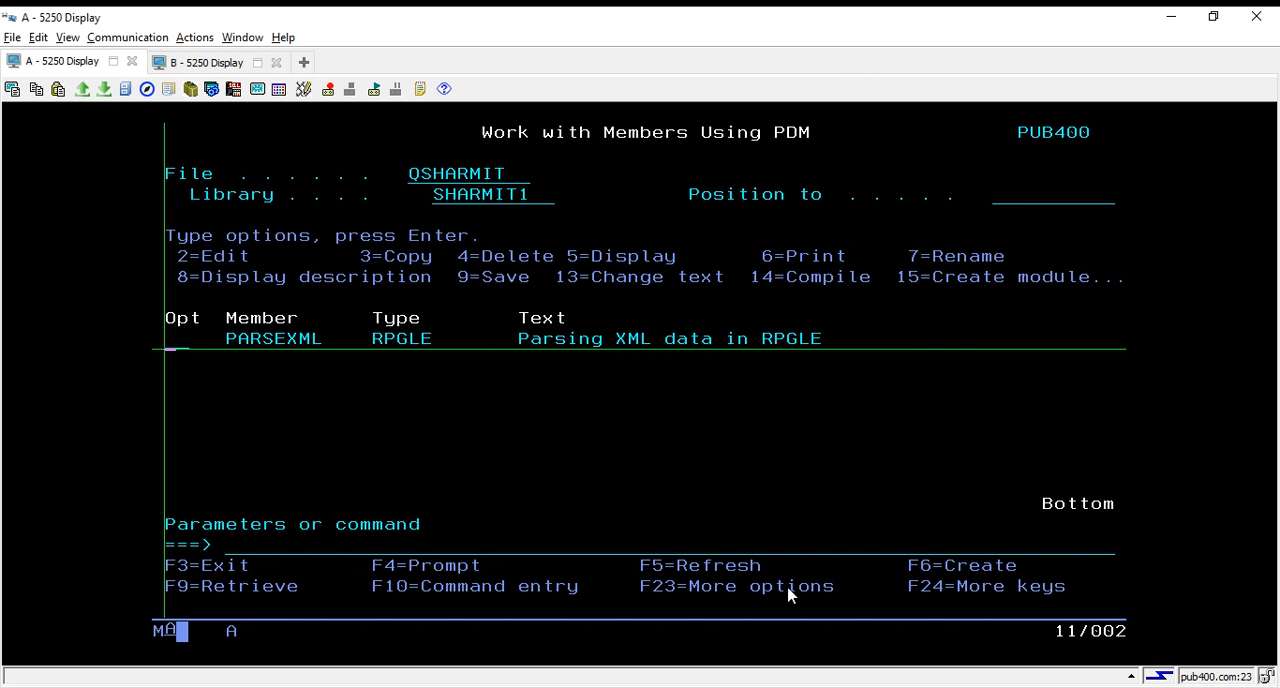 A - 5250 Display
File Edit View Communication Actions Window Help
A - 5250 Display B - 5250 Display
Work with Members Using PDM PUB400
File . . . . . . QSHARMIT
Library . . . . SHARMIT1 Position to . . . . .
Type options, press Enter.
2=Edit 3=Copy 4=Delete 5=Display 6=Print 7=Rename
8=Display description 9=Save 13=Change text 14=Compile 15=Create module...
Opt Member Type Text
PARSEXML RPGLE Parsing XML data in RPGLE
Bottom
Parameters or command
===>
F3=Exit F4=Prompt F5=Refresh F6=Create
F9=Retrieve F10=Command entry F23=More options F24=More keys
MA A 11/002
pub400.com:23